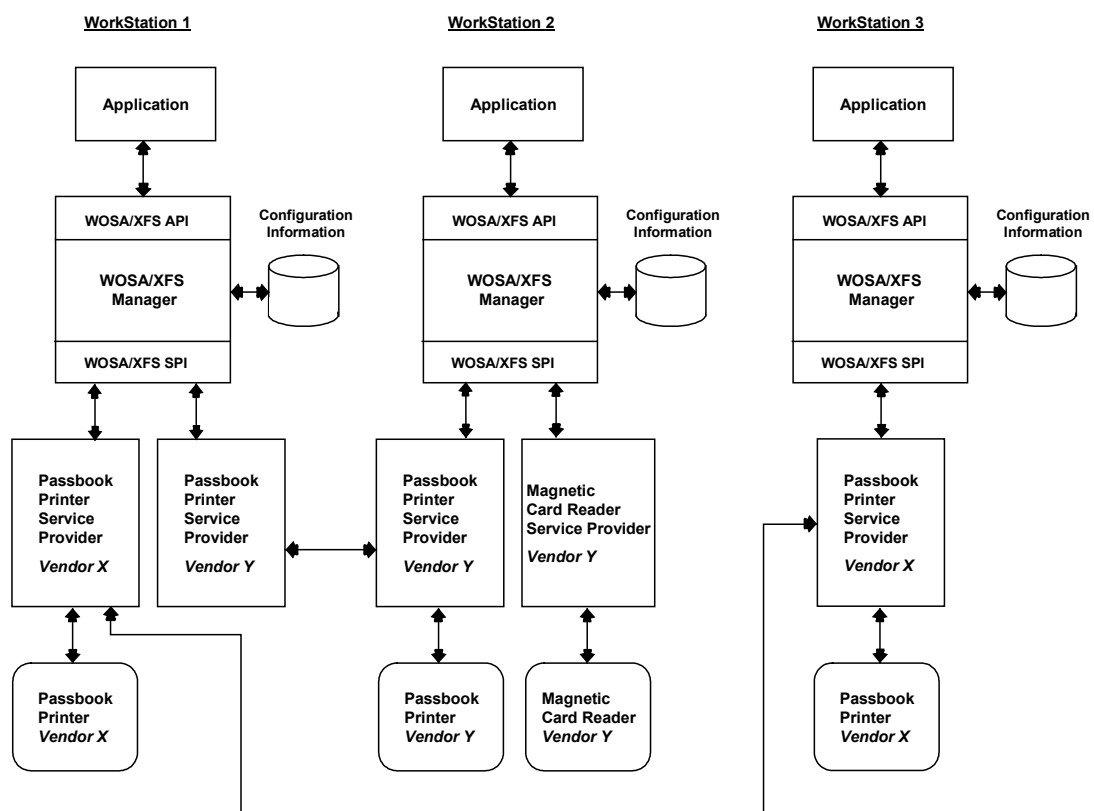 WorkStation 1
WorkStation 2
WorkStation 3
Application
Application
Application
WOSA/XFS API
Configuration
Information
WOSA/XFS API
Configuration
Information
WOSA/XFS API
Configuration
Information
WOSA/XFS
Manager
WOSA/XFS
Manager
WOSA/XFS
Manager
WOSA/XFS SPI
WOSA/XFS SPI
WOSA/XFS SPI
Passbook
Printer
Service
Provider
Vendor X
Passbook
Printer
Service
Provider
Vendor Y
Passbook
Printer
Service
Provider
Vendor Y
Magnetic
Card Reader
Service Provider
Vendor Y
Passbook
Printer
Service
Provider
Vendor X
Passbook
Printer
Vendor X
Passbook
Printer
Vendor Y
Magnetic
Card Reader
Vendor Y
Passbook
Printer
Vendor X